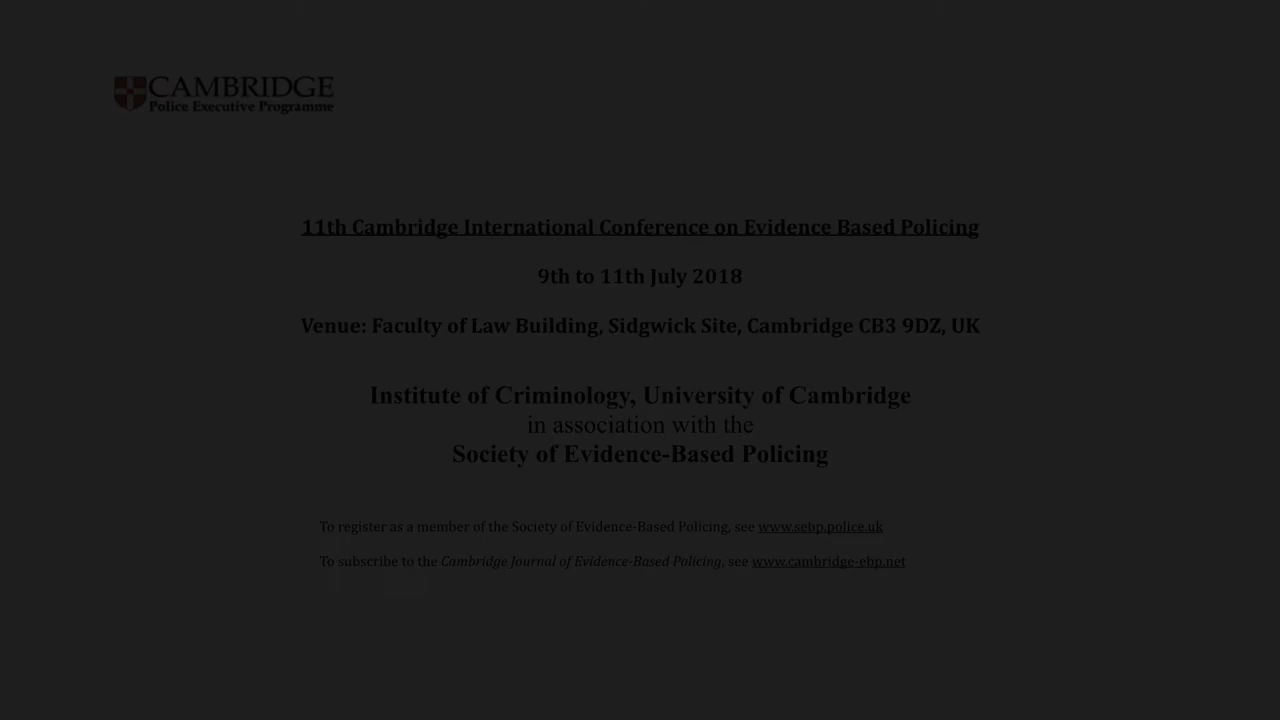 CAMBRIDGE
Police Executive Programme
11th Cambridge International Conference on Evidence Based Policing
9th to 11th July 2018
Venue: Faculty of Law Building, Sidgwick Site, Cambridge CB3 9DZ, UK
Institute of Criminology, University of Cambridge
in association with the
Society of Evidence-Based Policing
To register as a member of the Society of Evidence-Based Policing, see www.sebp.police.uk
To subscribe to the Cambridge Journal of Evidence-Based Policing, see www.cambridge-ebp.net